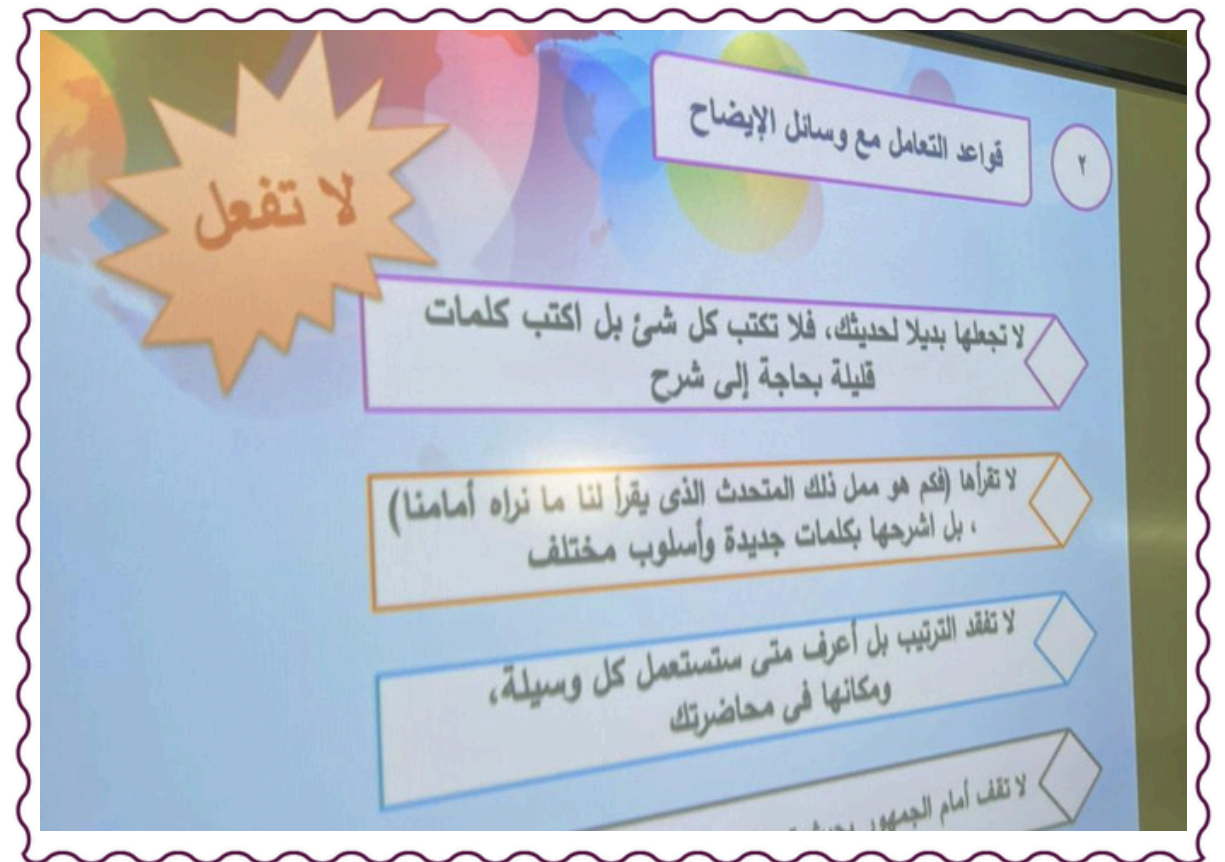 ٢
قواعد التعامل مع وسائل الإيضاح
لا تفعل
لا تجعلها بديلا لحديثك، فلا تكتب كل شئ بل اكتب كلمات
قليلة بحاجة إلى شرح
لا تقرأها (فكم هو ممل ذلك المتحدث الذى يقرأ لنا ما نراه أمامنا)
، بل اشرحها بكلمات جديدة وأسلوب مختلف
لا تفقد الترتيب بل أعرف متى ستستعمل كل وسيلة،
ومكانها فى محاضرتك
لا تقف أمام الجمهور